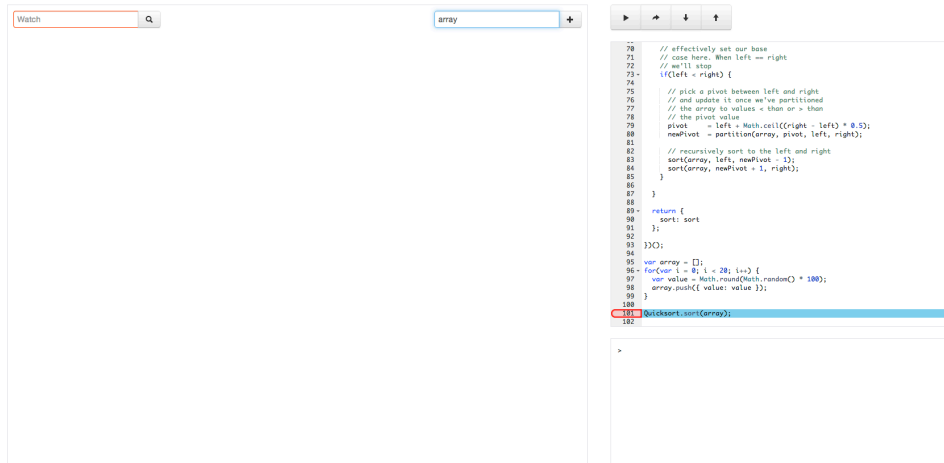 Watch
array
+
70 // effectively set our base
71 // case here. When left == right
72 // we'll stop
73 if(left < right) {
74
75 // pick a pivot between left and right
76 // and update it once we've partitioned
77 // the array to values < than or > than
78 // the pivot value
79 pivot = left + Math.ceil((right - left) * 0.5);
80 newPivot = partition(array, pivot, left, right);
81
82 // recursively sort to the left and right
83 sort(array, left, newPivot - 1);
84 sort(array, newPivot + 1, right);
85 }
86
87 }
88
89 return {
90 sort: sort
91 };
92
93 })();
94
95 var array = [];
96 for(var i = 0; i < 20; i++) {
97 var value = Math.round(Math.random() * 100);
98 array.push({ value: value });
99 }
100
101 Quicksort.sort(array);
102
>